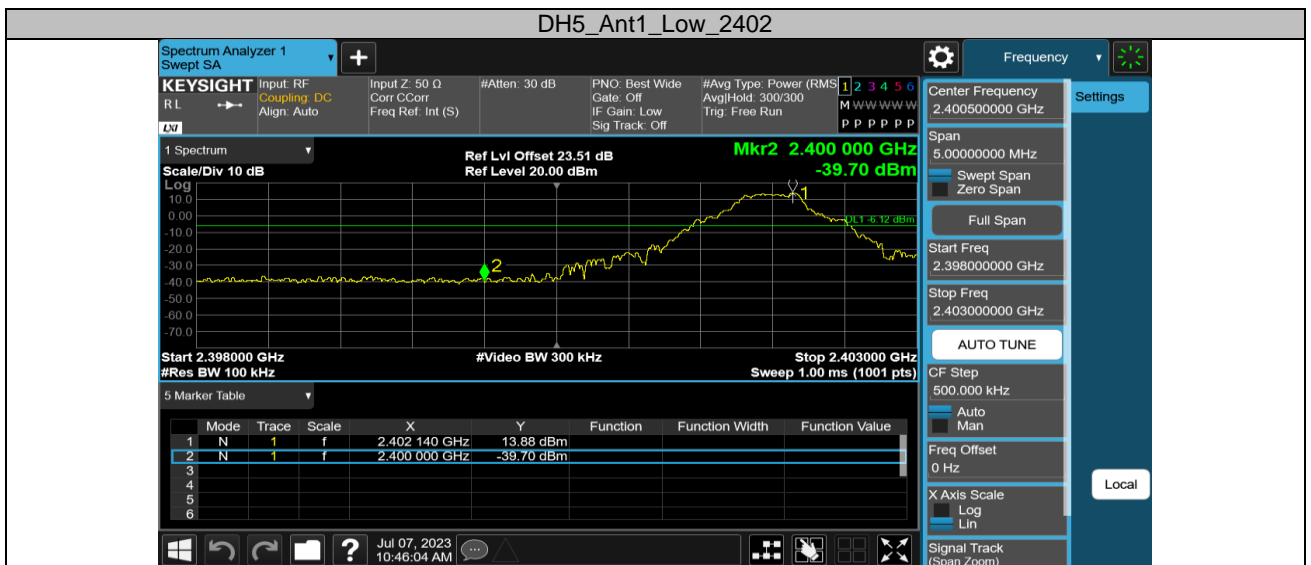 DH5_Ant1_Low_2402
Spectrum Analyzer 1
Swept SA
Frequency
KEYSIGHT
RL
LXI
Input: RF
Coupling: DC
Align: Auto
Input Z: 50 Ω
Corr CCorr
Freq Ref: Int (S)
#Atten: 30 dB
PNO: Best Wide
Gate: Off
IF Gain: Low
Sig Track: Off
#Avg Type: Power (RMS
Avg|Hold: 300/300
Trig: Free Run
1 2 3 4 5 6
M W W W W W
P P P P P P
1 Spectrum
Scale/Div 10 dB
Ref Lvl Offset 23.51 dB
Ref Level 20.00 dBm
Mkr2 2.400 000 GHz
-39.70 dBm
Log
10.0
0.00
-10.0
-20.0
-30.0
-40.0
-50.0
-60.0
-70.0
1
2
DL1 -6.12 dBm
Start 2.398000 GHz
#Res BW 100 kHz
#Video BW 300 kHz
Stop 2.403000 GHz
Sweep 1.00 ms (1001 pts)
5 Marker Table
Mode Trace Scale X Y Function Function Width Function Value
1 N 1 f 2.402 140 GHz 13.88 dBm
2 N 1 f 2.400 000 GHz -39.70 dBm
3
4
5
6
?
Jul 07, 2023
10:46:04 AM
Center Frequency
2.400500000 GHz
Span
5.00000000 MHz
Swept Span
Zero Span
Full Span
Start Freq
2.398000000 GHz
Stop Freq
2.403000000 GHz
AUTO TUNE
CF Step
500.000 kHz
Auto
Man
Freq Offset
0 Hz
X Axis Scale
Log
Lin
Signal Track
(Span Zoom)
Settings
Local